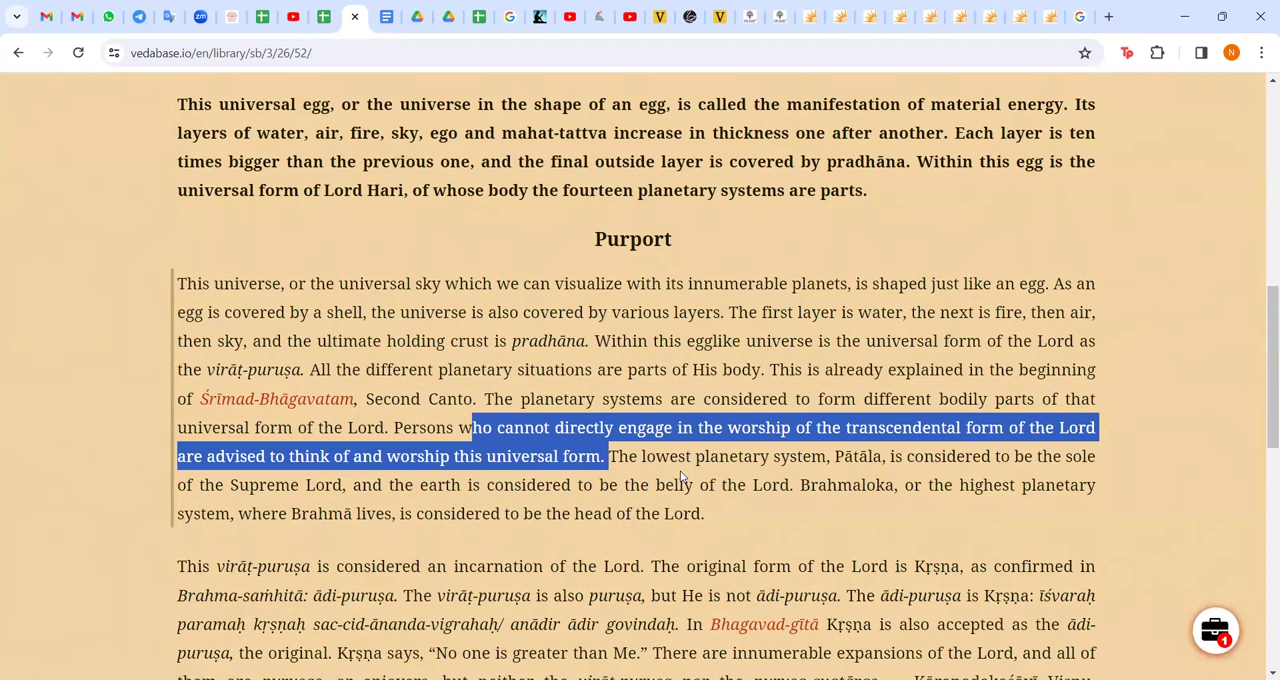 vedabase.io/en/library/sb/3/26/52/
This universal egg, or the universe in the shape of an egg, is called the manifestation of material energy. Its
layers of water, air, fire, sky, ego and mahat-tattva increase in thickness one after another. Each layer is ten
times bigger than the previous one, and the final outside layer is covered by pradhāna. Within this egg is the
universal form of Lord Hari, of whose body the fourteen planetary systems are parts.
Purport
This universe, or the universal sky which we can visualize with its innumerable planets, is shaped just like an egg. As an
egg is covered by a shell, the universe is also covered by various layers. The first layer is water, the next is fire, then air,
then sky, and the ultimate holding crust is pradhāna. Within this egglike universe is the universal form of the Lord as
the virāṭ-puruṣa. All the different planetary situations are parts of His body. This is already explained in the beginning
of Śrīmad-Bhāgavatam, Second Canto. The planetary systems are considered to form different bodily parts of that
universal form of the Lord. Persons who cannot directly engage in the worship of the transcendental form of the Lord
are advised to think of and worship this universal form. The lowest planetary system, Pātāla, is considered to be the sole
of the Supreme Lord, and the earth is considered to be the belly of the Lord. Brahmaloka, or the highest planetary
system, where Brahmā lives, is considered to be the head of the Lord.
This virāṭ-puruṣa is considered an incarnation of the Lord. The original form of the Lord is Kṛṣṇa, as confirmed in
Brahma-saṁhitā: ādi-puruṣa. The virāṭ-puruṣa is also puruṣa, but He is not ādi-puruṣa. The ādi-puruṣa is Kṛṣṇa: īśvaraḥ
paramaḥ kṛṣṇaḥ sac-cid-ānanda-vigrahaḥ/ anādir ādir govindaḥ. In Bhagavad-gītā Kṛṣṇa is also accepted as the ādi-
puruṣa, the original. Kṛṣṇa says, “No one is greater than Me.” There are innumerable expansions of the Lord, and all of
1